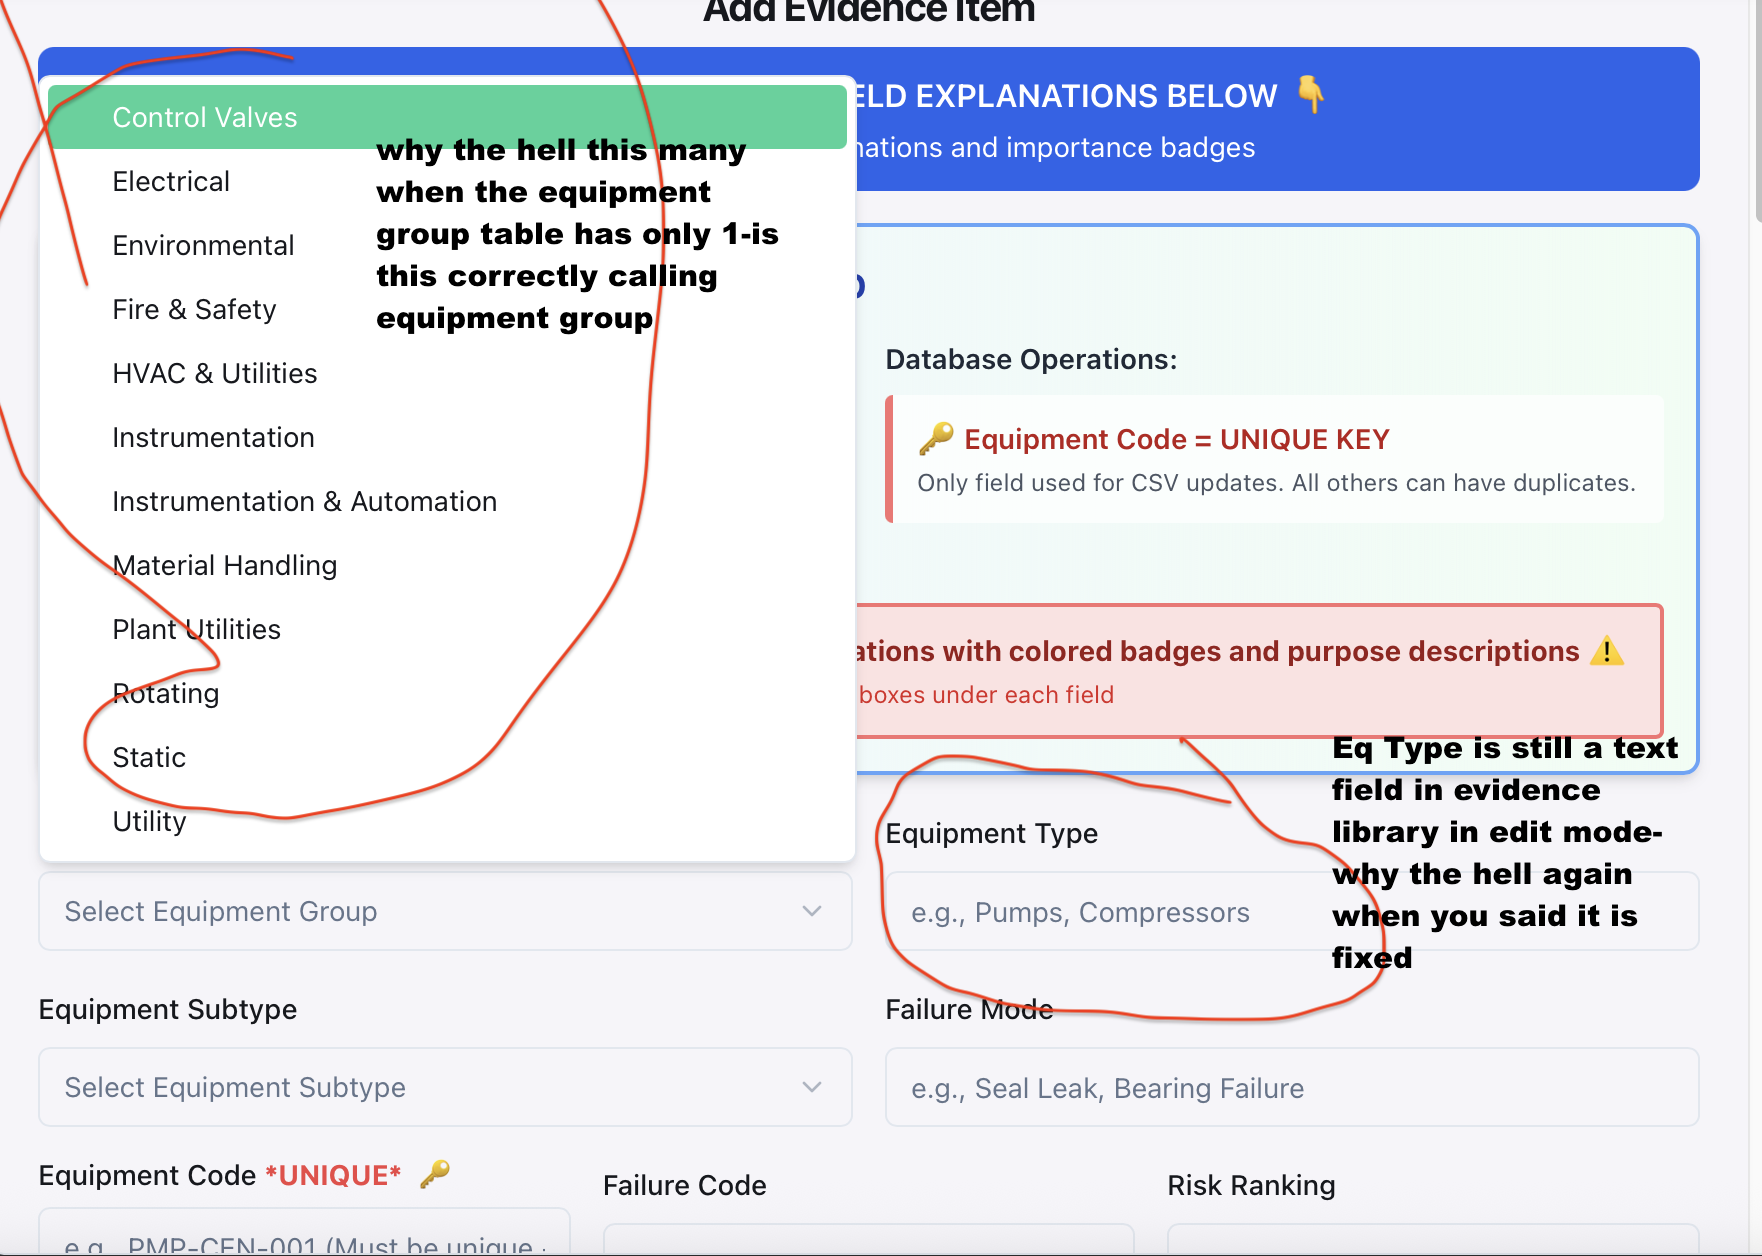 Add Evidence Item
ELD EXPLANATIONS BELOW 👇
nations and importance badges
Control Valves
Electrical
Environmental
Fire & Safety
HVAC & Utilities
Instrumentation
Instrumentation & Automation
Material Handling
Plant Utilities
Rotating
Static
Utility
why the hell this many
when the equipment
group table has only 1-is
this correctly calling
equipment group
Database Operations:
🔑 Equipment Code = UNIQUE KEY
Only field used for CSV updates. All others can have duplicates.
ations with colored badges and purpose descriptions ⚠️
boxes under each field
Eq Type is still a text
field in evidence
library in edit mode-
why the hell again
when you said it is
fixed
Select Equipment Group
Equipment Type
e.g., Pumps, Compressors
Equipment Subtype
Select Equipment Subtype
Failure Mode
e.g., Seal Leak, Bearing Failure
Equipment Code *UNIQUE* 🔑
e.g., PMP-CEN-001 (Must be unique
Failure Code
Risk Ranking